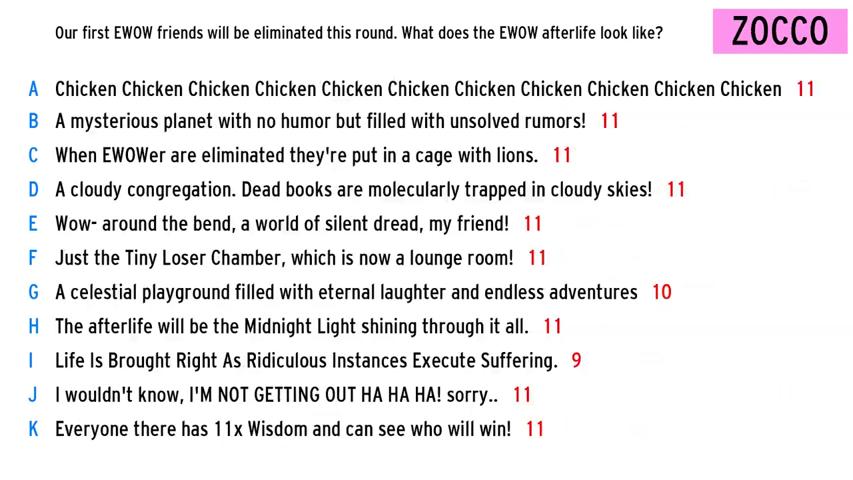 Our first EWOW friends will be eliminated this round. What does the EWOW afterlife look like?
ZOCCO
A Chicken Chicken Chicken Chicken Chicken Chicken Chicken Chicken Chicken Chicken Chicken 11
B A mysterious planet with no humor but filled with unsolved rumors! 11
C When EWOWer are eliminated they're put in a cage with lions. 11
D A cloudy congregation. Dead books are molecularly trapped in cloudy skies! 11
E Wow- around the bend, a world of silent dread, my friend! 11
F Just the Tiny Loser Chamber, which is now a lounge room! 11
G A celestial playground filled with eternal laughter and endless adventures 10
H The afterlife will be the Midnight Light shining through it all. 11
I Life Is Brought Right As Ridiculous Instances Execute Suffering. 9
J I wouldn't know, I'M NOT GETTING OUT HA HA HA! sorry.. 11
K Everyone there has 11x Wisdom and can see who will win! 11